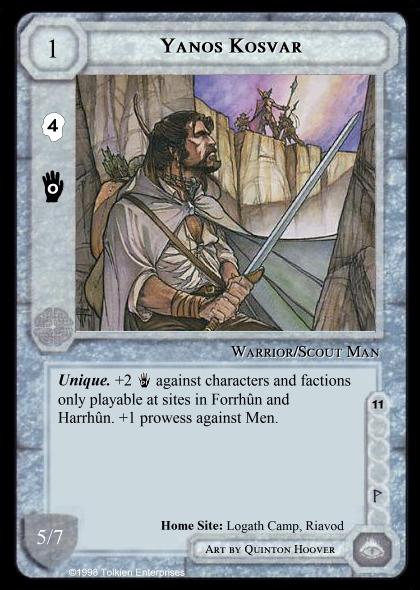 1
YANOS KOSVAR
4
WARRIOR/SCOUT MAN
Unique. +2 against characters and factions
only playable at sites in Forrhûn and
Harrhûn. +1 prowess against Men.
11
Home Site: Logath Camp, Riavod
5/7
ART BY QUINTON HOOVER
©1998 Tolkien Enterprises